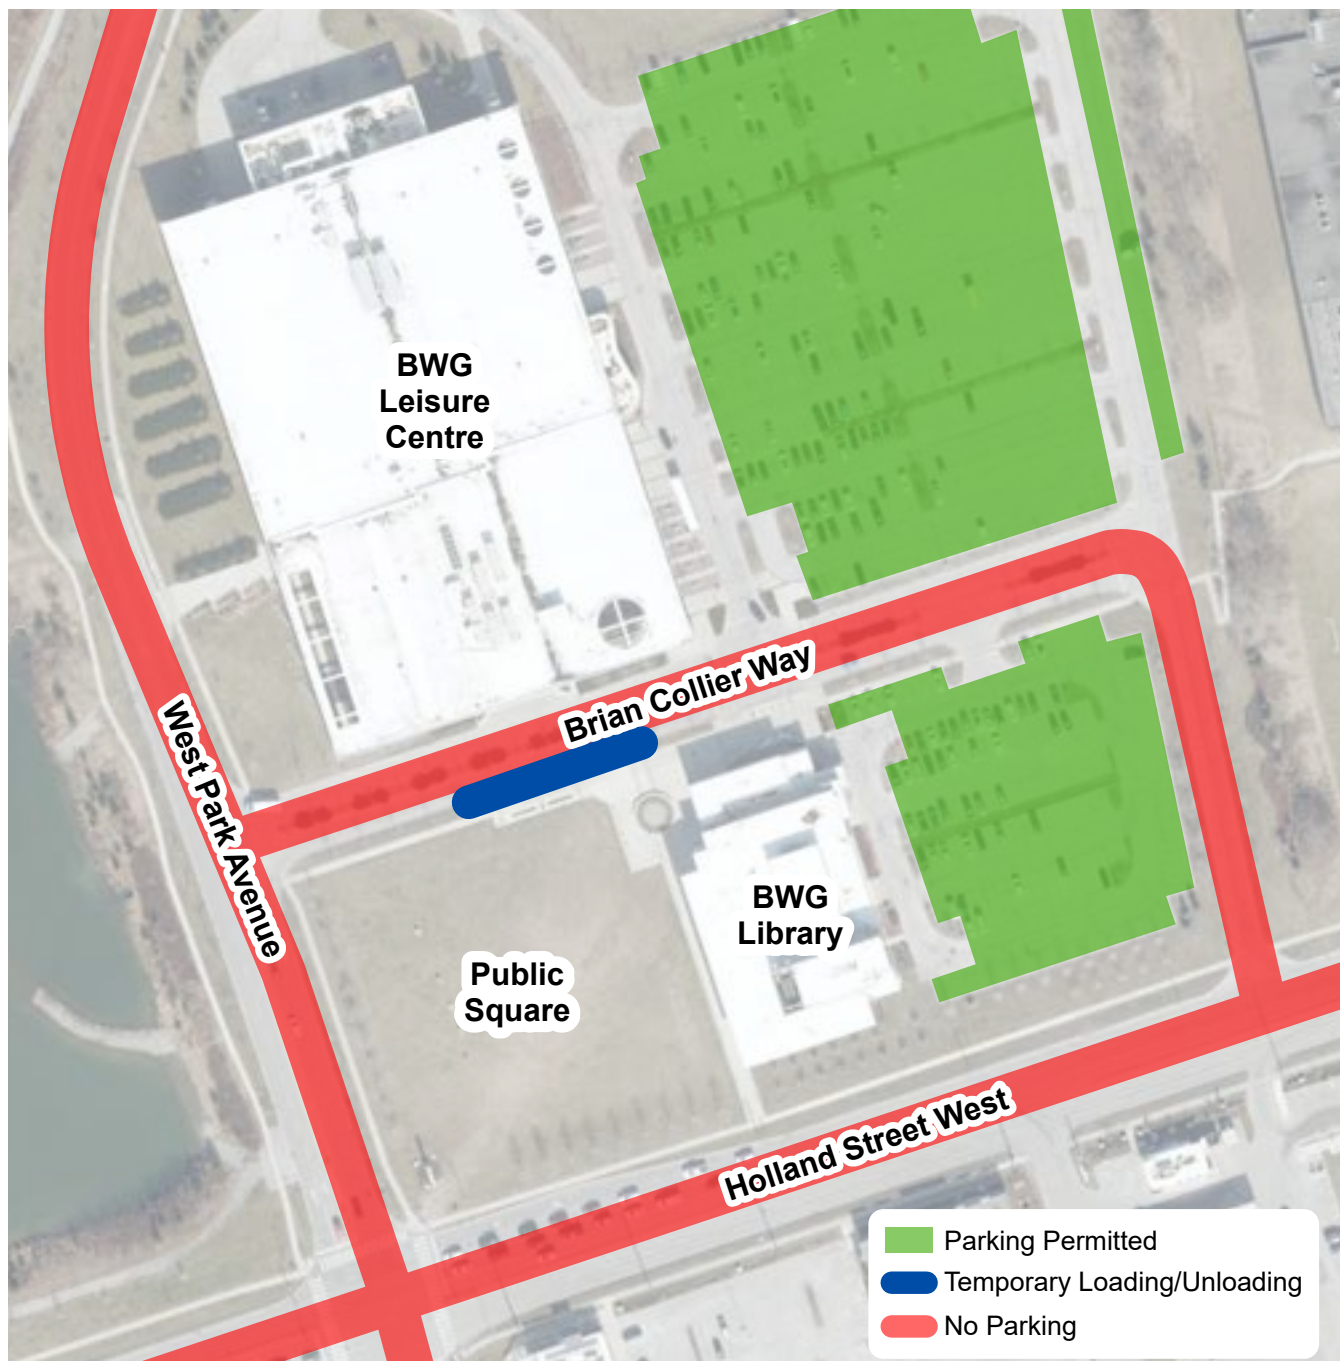 BWG
Leisure
Centre
Brian Collier Way
West Park Avenue
BWG
Library
Public
Square
Holland Street West
Parking Permitted
Temporary Loading/Unloading
No Parking